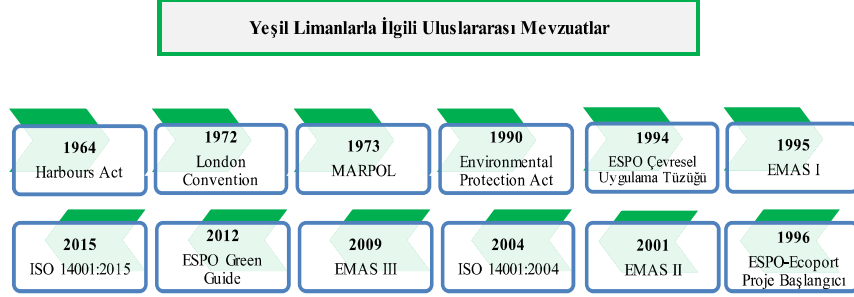 Yeşil Limanlarla İlgili Uluslararası Mevzuatlar
1964
Harbours Act
1972
London
Convention
1973
MARPOL
1990
Environmental
Protection Act
1994
ESPO Çevresel
Uygulama Tüzüğü
1995
EMAS I
2015
ISO 14001:2015
2012
ESPO Green
Guide
2009
EMAS III
2004
ISO 14001:2004
2001
EMAS II
1996
ESPO-Ecoport
Proje Başlangıcı